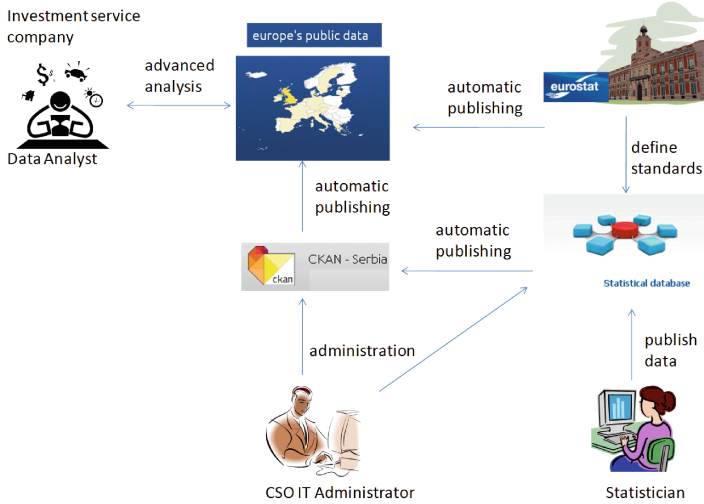 Investment service
company
europe's public data
advanced
analysis
automatic
publishing
eurostat
Data Analyst
define
standards
automatic
publishing
automatic
publishing
ckan
CKAN - Serbia
Statistical database
administration
publish
data
CSO IT Administrator
Statistician